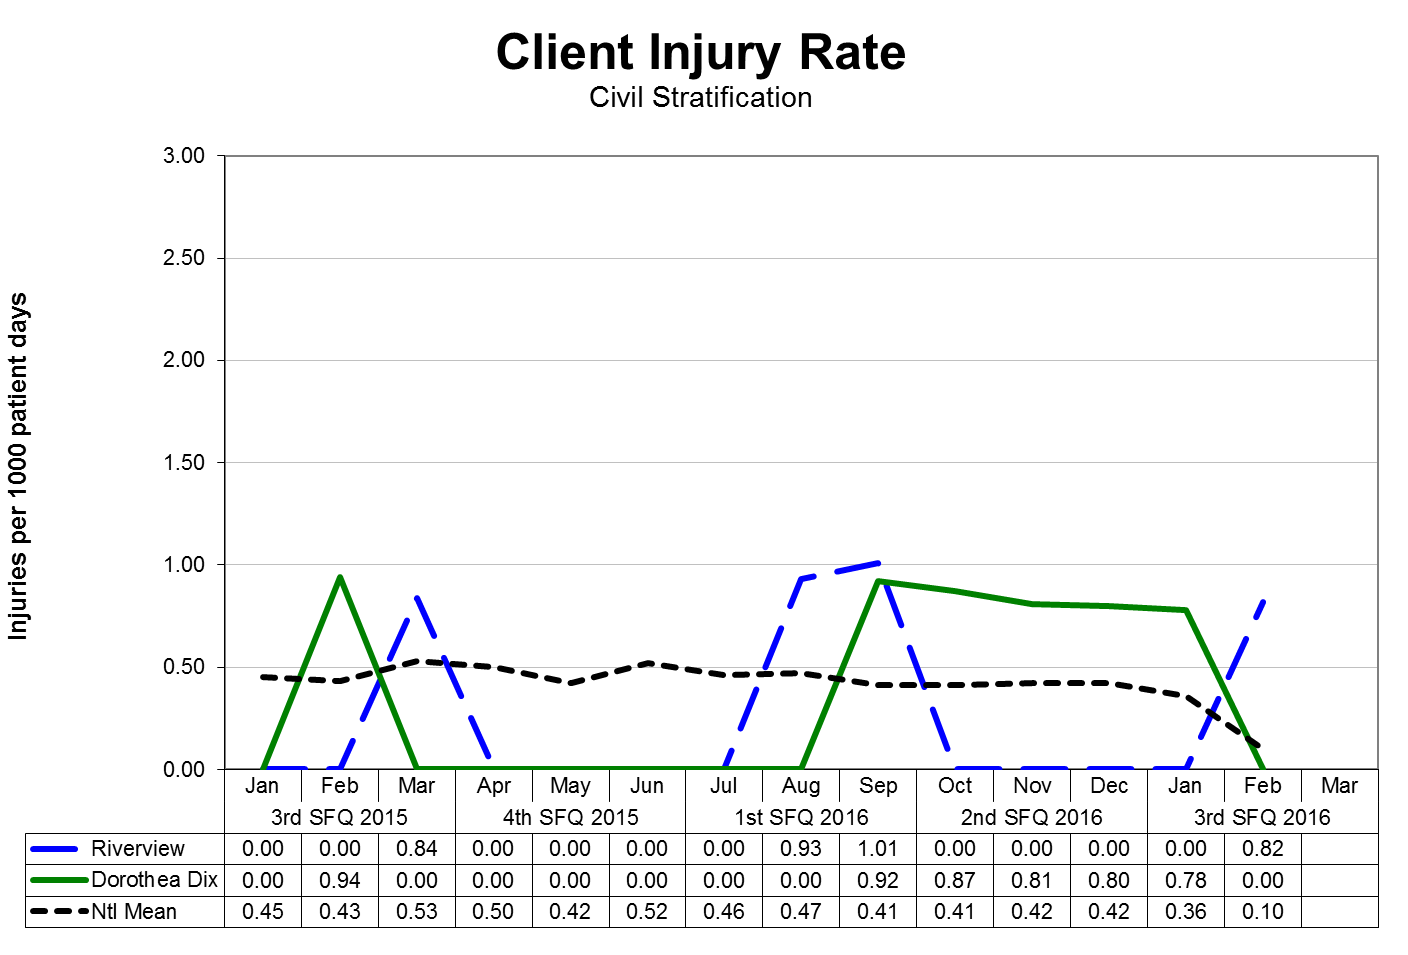 Client Injury Rate
Civil Stratification
Injuries per 1000 patient days
3.00
2.50
2.00
1.50
1.00
0.50
0.00
Jan Feb Mar Apr May Jun Jul Aug Sep Oct Nov Dec Jan Feb Mar
3rd SFQ 2015 4th SFQ 2015 1st SFQ 2016 2nd SFQ 2016 3rd SFQ 2016
Riverview 0.00 0.00 0.84 0.00 0.00 0.00 0.00 0.93 1.01 0.00 0.00 0.00 0.00 0.82
Dorothea Dix 0.00 0.94 0.00 0.00 0.00 0.00 0.00 0.00 0.92 0.87 0.81 0.80 0.78 0.00
Ntl Mean 0.45 0.43 0.53 0.50 0.42 0.52 0.46 0.47 0.41 0.41 0.42 0.42 0.36 0.10